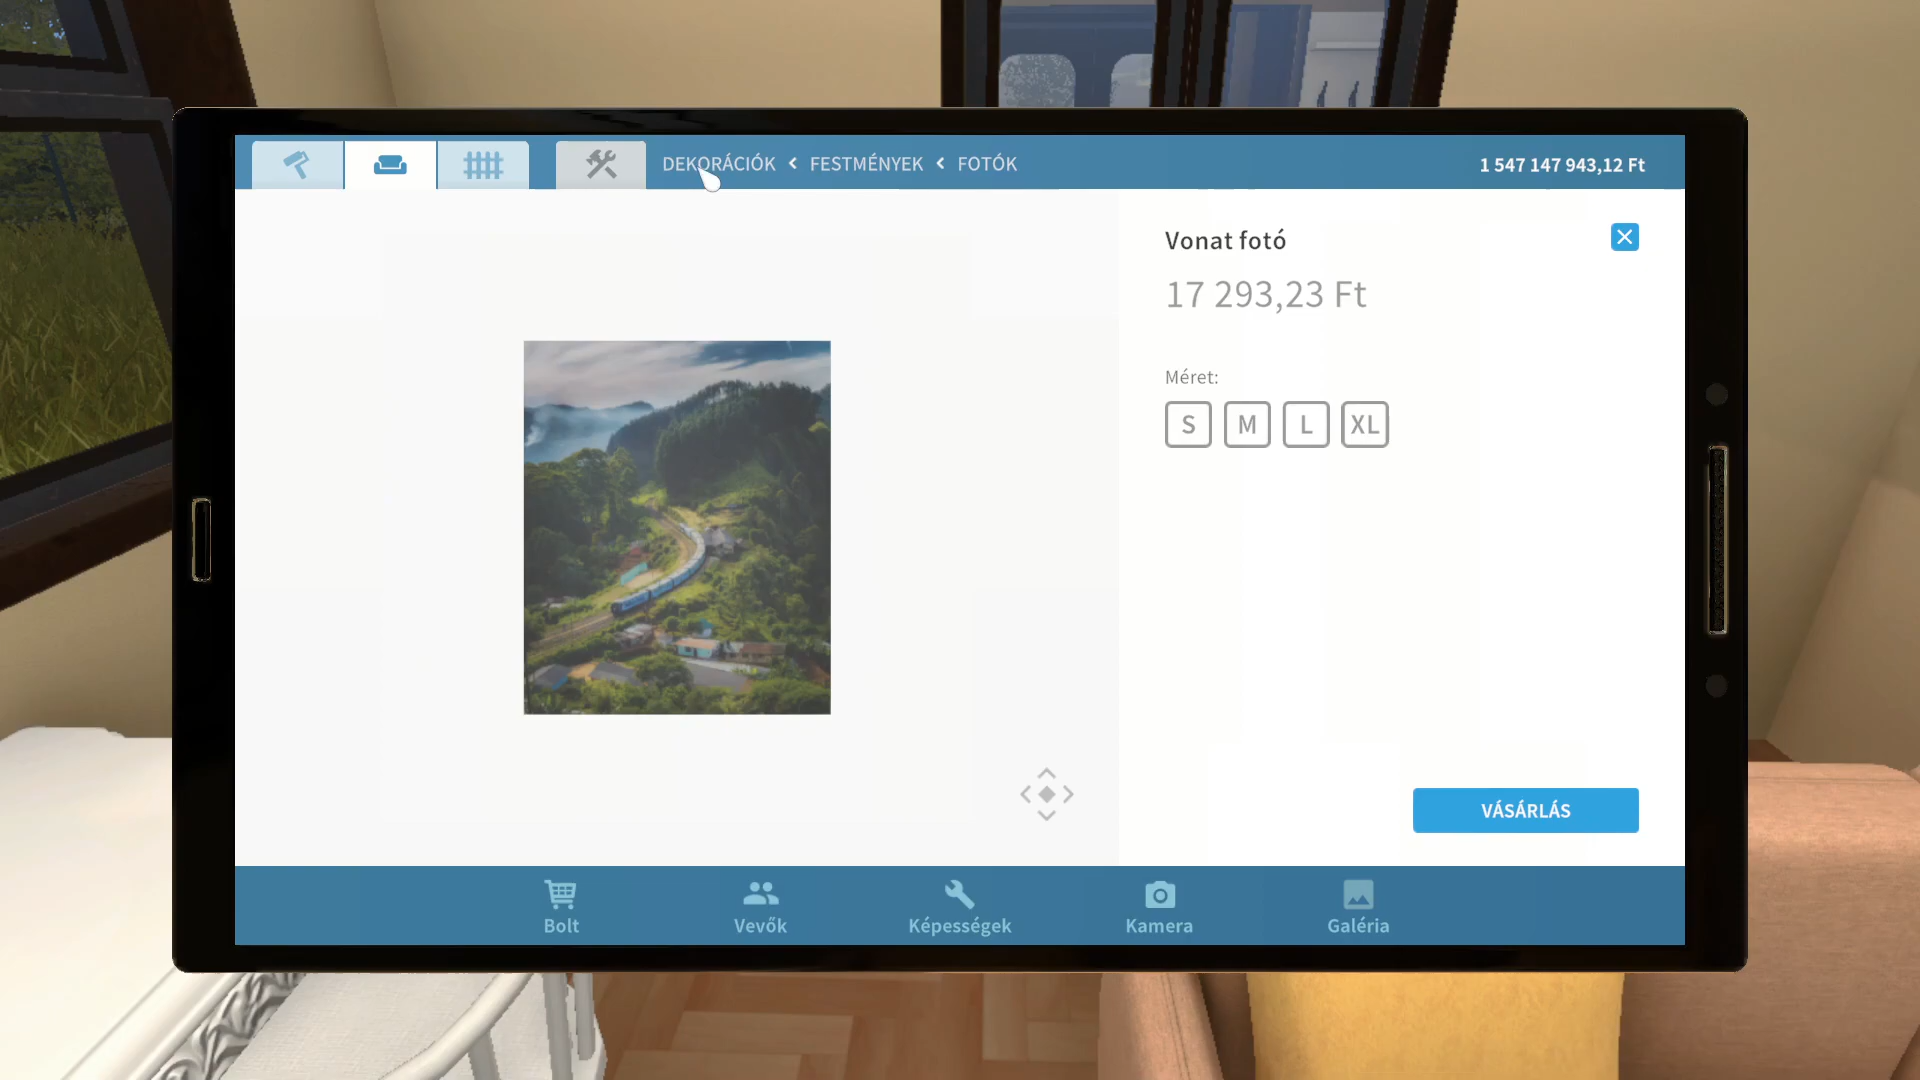 DEKORÁCIÓK < FESTMÉNYEK < FOTÓK
1 547 147 943,12 Ft
Vonat fotó
17 293,23 Ft
Méret:
S M L XL
VÁSÁRLÁS
Bolt Vevők Képességek Kamera Galéria